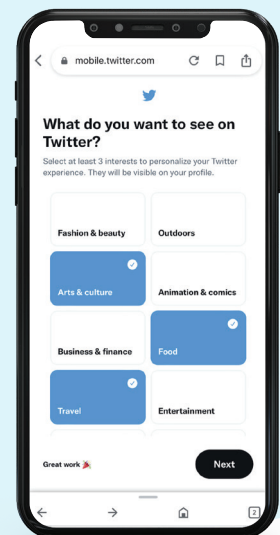 mobile.twitter.com
What do you want to see on
Twitter?
Select at least 3 interests to personalize your Twitter
experience. They will be visible on your profile.
Fashion & beauty
Outdoors
Arts & culture
Animation & comics
Business & finance
Food
Travel
Entertainment
Great work 🎉
Next
2